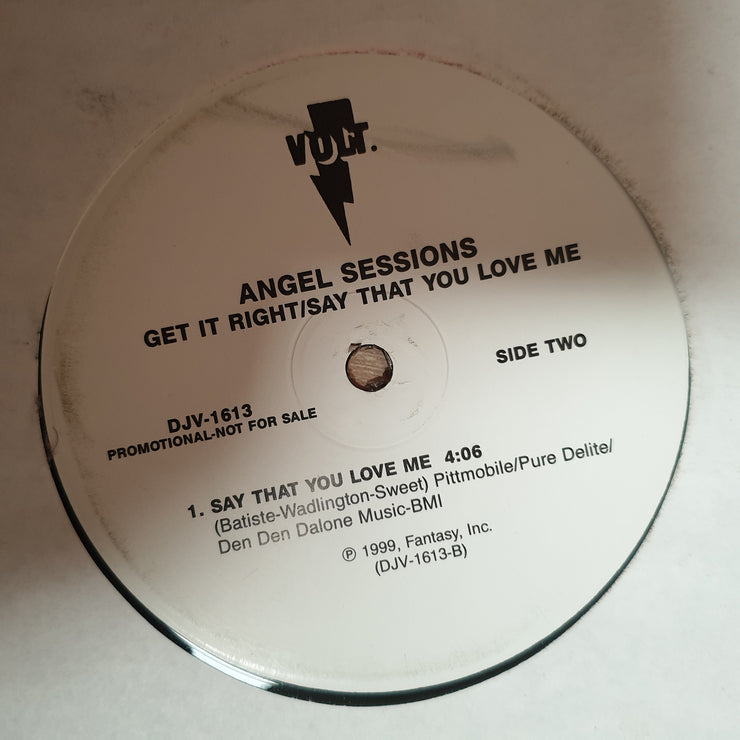 VOLT.
ANGEL SESSIONS
GET IT RIGHT/SAY THAT YOU LOVE ME
SIDE TWO
DJV-1613
PROMOTIONAL-NOT FOR SALE
1. SAY THAT YOU LOVE ME 4:06
(Batiste-Wadlington-Sweet) Pittmobile/Pure Delite/
Den Den Dalone Music-BMI
℗ 1999, Fantasy, Inc.
(DJV-1613-B)